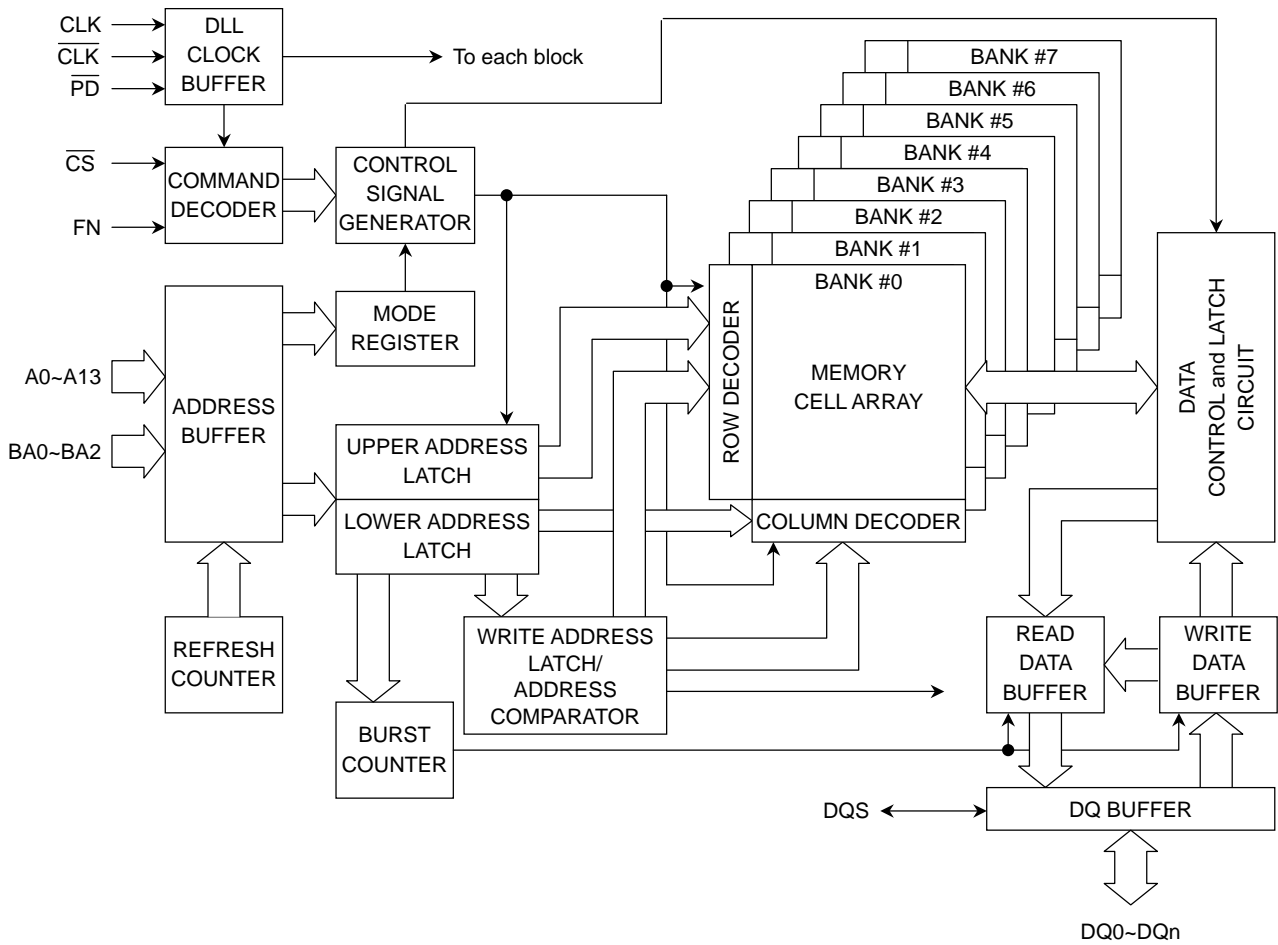 CLK
CLK
PD
DLL
CLOCK
BUFFER
To each block
CS
FN
COMMAND
DECODER
CONTROL
SIGNAL
GENERATOR
MODE
REGISTER
A0~A13
BA0~BA2
ADDRESS
BUFFER
UPPER ADDRESS
LATCH
LOWER ADDRESS
LATCH
REFRESH
COUNTER
WRITE ADDRESS
LATCH/
ADDRESS
COMPARATOR
BURST
COUNTER
BANK #7
BANK #6
BANK #5
BANK #4
BANK #3
BANK #2
BANK #1
BANK #0
ROW DECODER
MEMORY
CELL ARRAY
COLUMN DECODER
DATA
CONTROL and LATCH
CIRCUIT
READ
DATA
BUFFER
WRITE
DATA
BUFFER
DQS
DQ BUFFER
DQ0~DQn